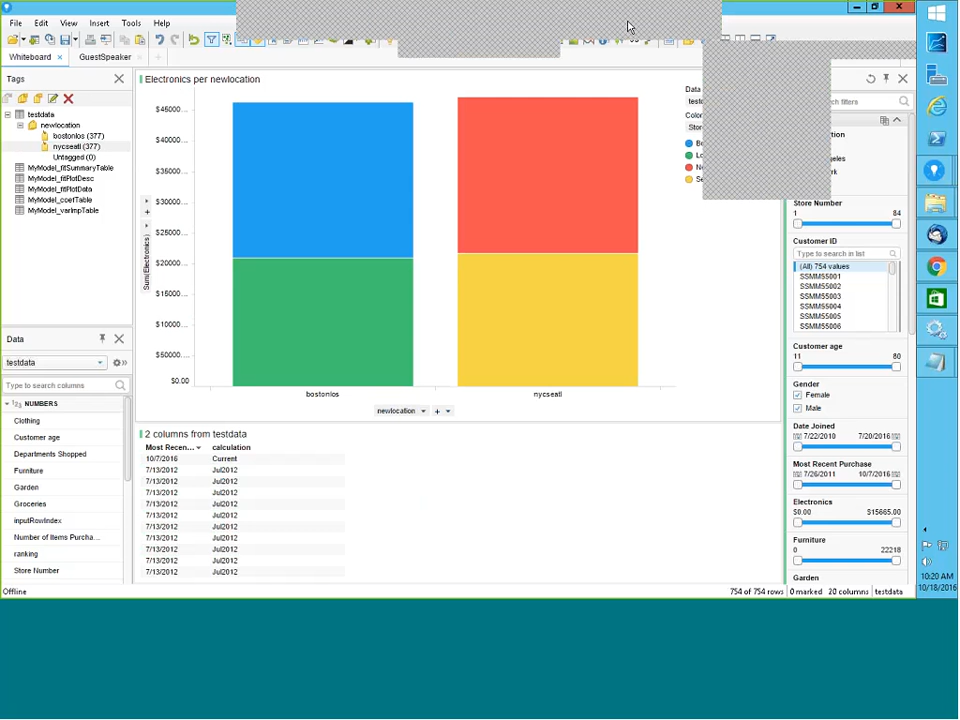 File Edit View Insert Tools Help
Whiteboard × GuestSpeaker
Tags
testdata
newlocation
bostonlos (377)
nycseatl (377)
Untagged (0)
MyModel_fitSummaryTable
MyModel_fitPlotDesc
MyModel_fitPlotData
MyModel_coefTable
MyModel_varImpTable
Data
testdata
Type to search columns
NUMBERS
Clothing
Customer age
Departments Shopped
Furniture
Garden
Groceries
inputRowIndex
Number of Items Purcha...
ranking
Store Number
Electronics per newlocation
Sum(Electronics)
$45000...
$40000...
$35000...
$30000...
$25000...
$20000...
$15000...
$10000...
$50000...
$0.00
bostonlos
nycseatl
newlocation
Data
2 columns from testdata
Most Recen... calculation
10/7/2016 Current
7/13/2012 Jul2012
7/13/2012 Jul2012
7/13/2012 Jul2012
7/13/2012 Jul2012
7/13/2012 Jul2012
7/13/2012 Jul2012
7/13/2012 Jul2012
7/13/2012 Jul2012
7/13/2012 Jul2012
7/13/2012 Jul2012
filters
Store Number
1 84
Customer ID
Type to search in list
(All) 754 values
SSMM55001
SSMM55002
SSMM55003
SSMM55004
SSMM55005
SSMM55006
Customer age
11 80
Gender
Female
Male
Date Joined
7/22/2010 7/20/2016
Most Recent Purchase
7/26/2011 10/7/2016
Electronics
$0.00 $15665.00
Furniture
0 22218
Garden
Offline
754 of 754 rows 0 marked 20 columns testdata
10:20 AM
10/18/2016